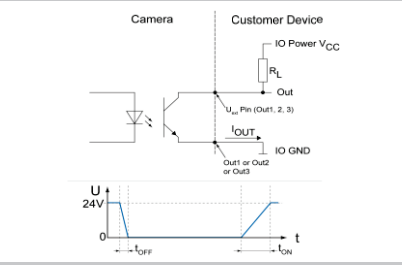 Camera
Customer Device
IO Power VCC
RL
Out
Pin (Out1, 2, 3)
IOUT
IO GND
Out1 or Out2
or Out3
U
24V
0
t
tOFF
tON